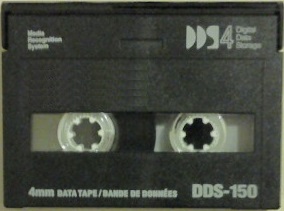 Media
Recognition
System
DDS4
Digital
Data
Storage
4mm DATA TAPE / BANDE DE DONNÉES
DDS-150